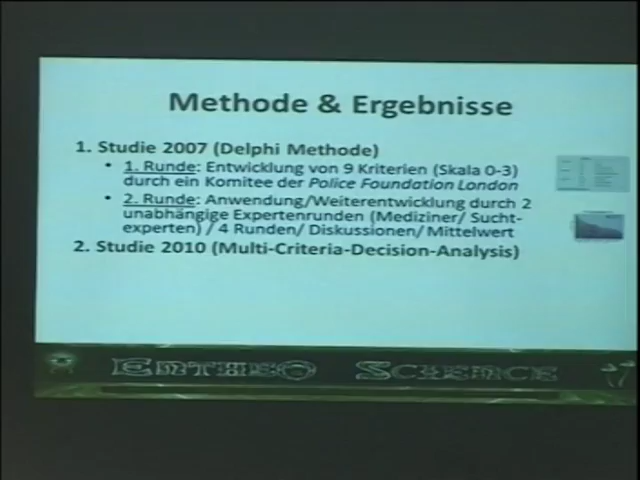 Methode & Ergebnisse
1. Studie 2007 (Delphi Methode)
• 1. Runde: Entwicklung von 9 Kriterien (Skala 0-3)
durch ein Komitee der Police Foundation London
• 2. Runde: Anwendung/Weiterentwicklung durch 2
unabhängige Expertenrunden (Mediziner/ Sucht-
experten) / 4 Runden/ Diskussionen/ Mittelwert
2. Studie 2010 (Multi-Criteria-Decision-Analysis)
Entheo Science